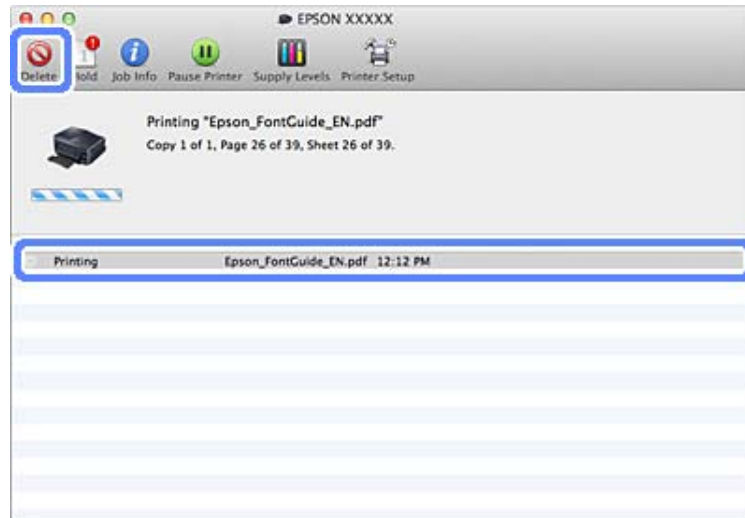 EPSON XXXXX
Delete Hold Job Info Pause Printer Supply Levels Printer Setup
Printing "Epson_FontGuide_EN.pdf"
Copy 1 of 1, Page 26 of 39, Sheet 26 of 39.
Printing Epson_FontGuide_EN.pdf 12:12 PM